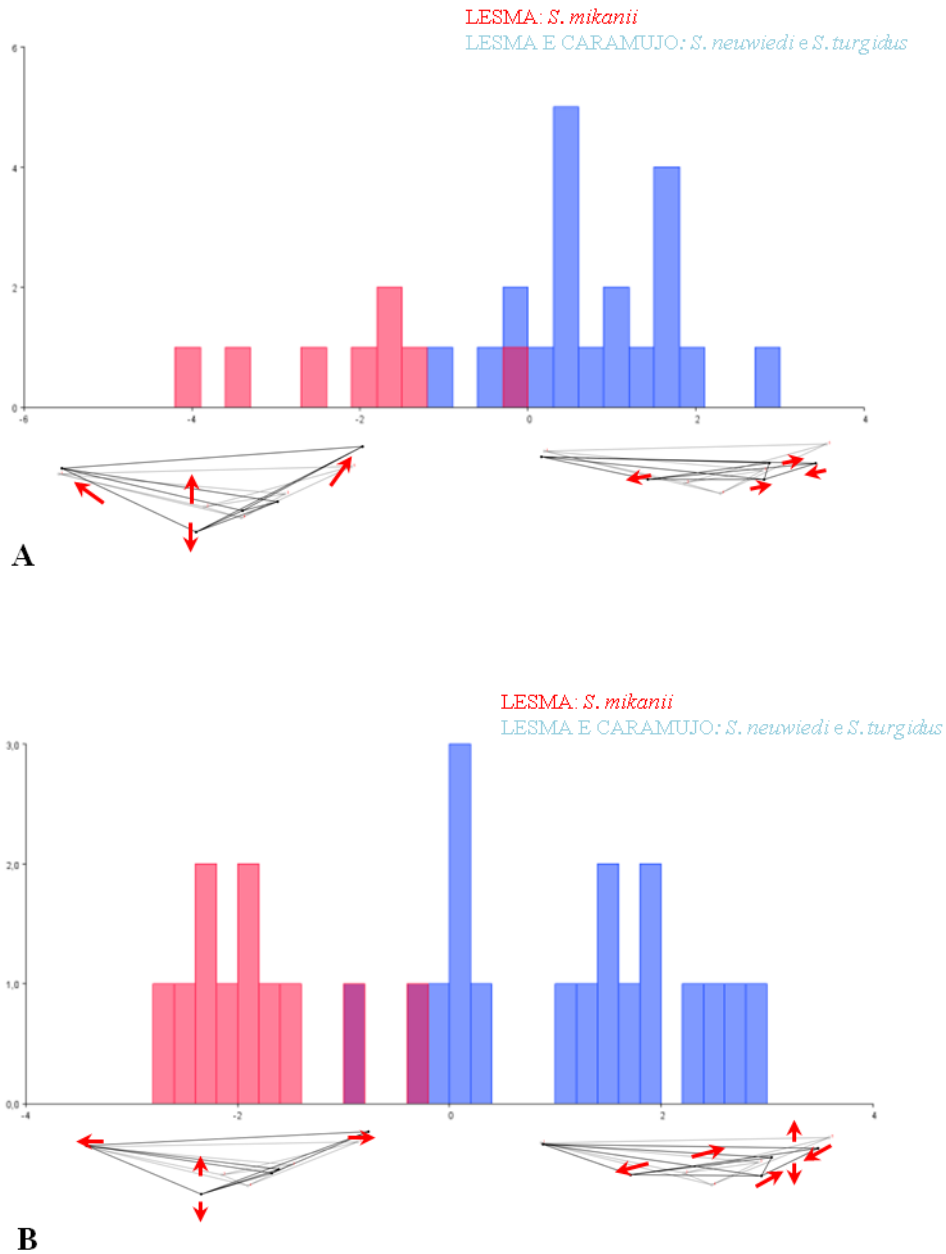 LESMA: S. mikanii
LESMA E CARAMUJO: S. neuwiedi e S. turgidus
6
4
2
0
-6 -4 -2 0 2 4
A
LESMA: S. mikanii
LESMA E CARAMUJO: S. neuwiedi e S. turgidus
3,0
2,0
1,0
0,0
-4 -2 0 2 4
B